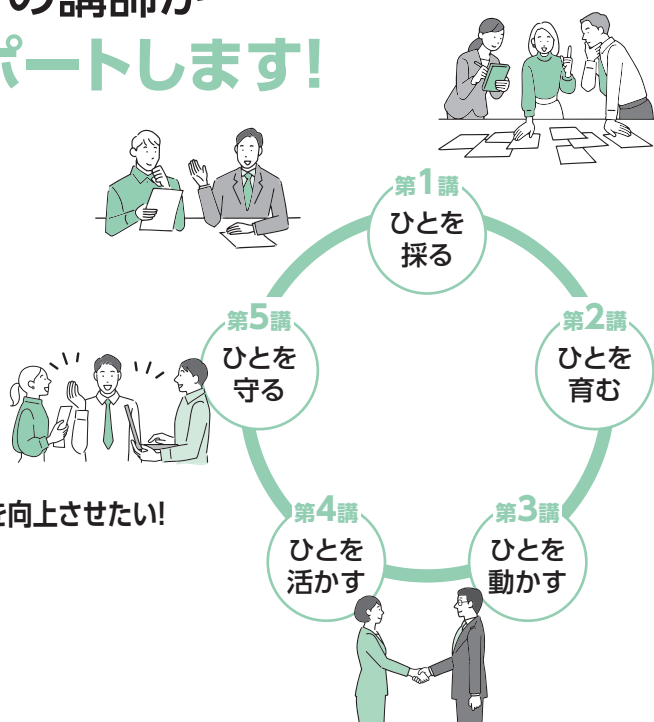 の講師が
ポートします!
第1講
ひとを
採る
第2講
ひとを
育む
第3講
ひとを
動かす
第4講
ひとを
活かす
第5講
ひとを
守る
を向上させたい!